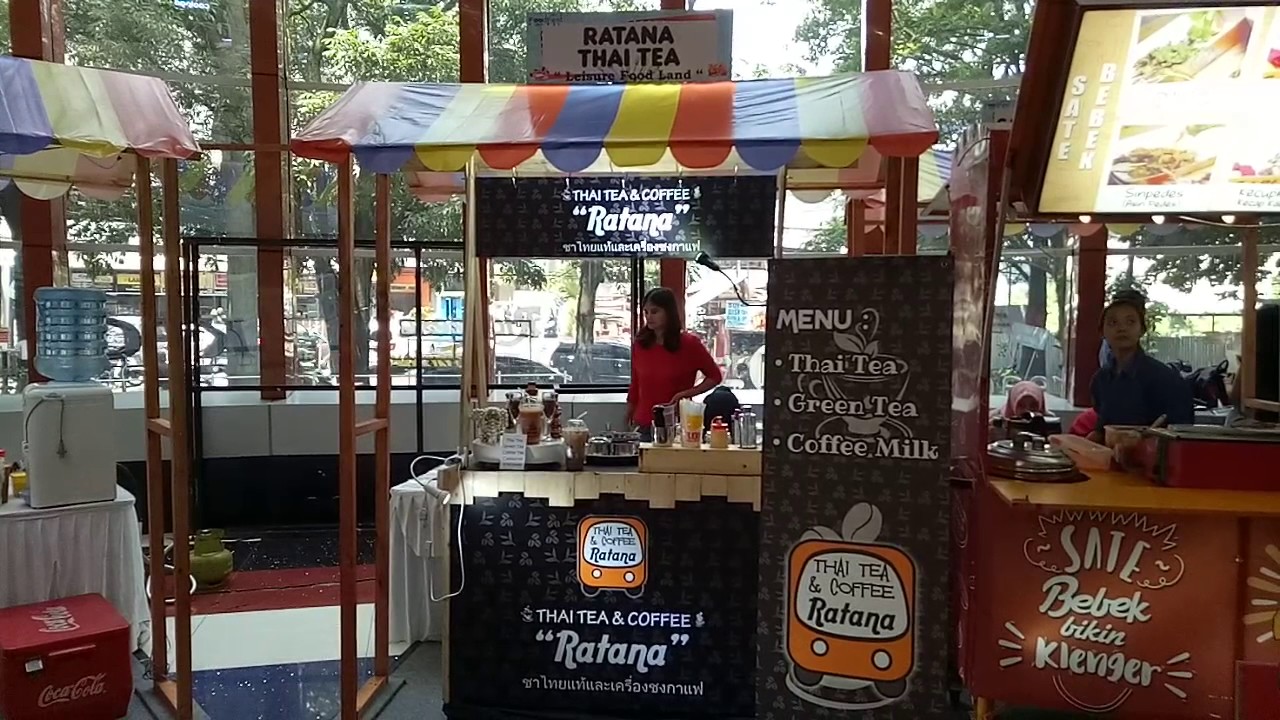 RATANA
THAI TEA
" Leisure Food Land "
THAI TEA & COFFEE
"Ratana"
ชาไทยแท้และเครื่องชงกาแฟ
MENU :
• Thai Tea
• Green Tea
• Coffee Milk
THAI TEA
& COFFEE
Ratana
THAI TEA & COFFEE
"Ratana"
ชาไทยแท้และเครื่องชงกาแฟ
THAI TEA
& COFFEE
Ratana
SATE
BEBEK
Sinpedes
SATE
Bebek
bikin
Klenger
Coca-Cola